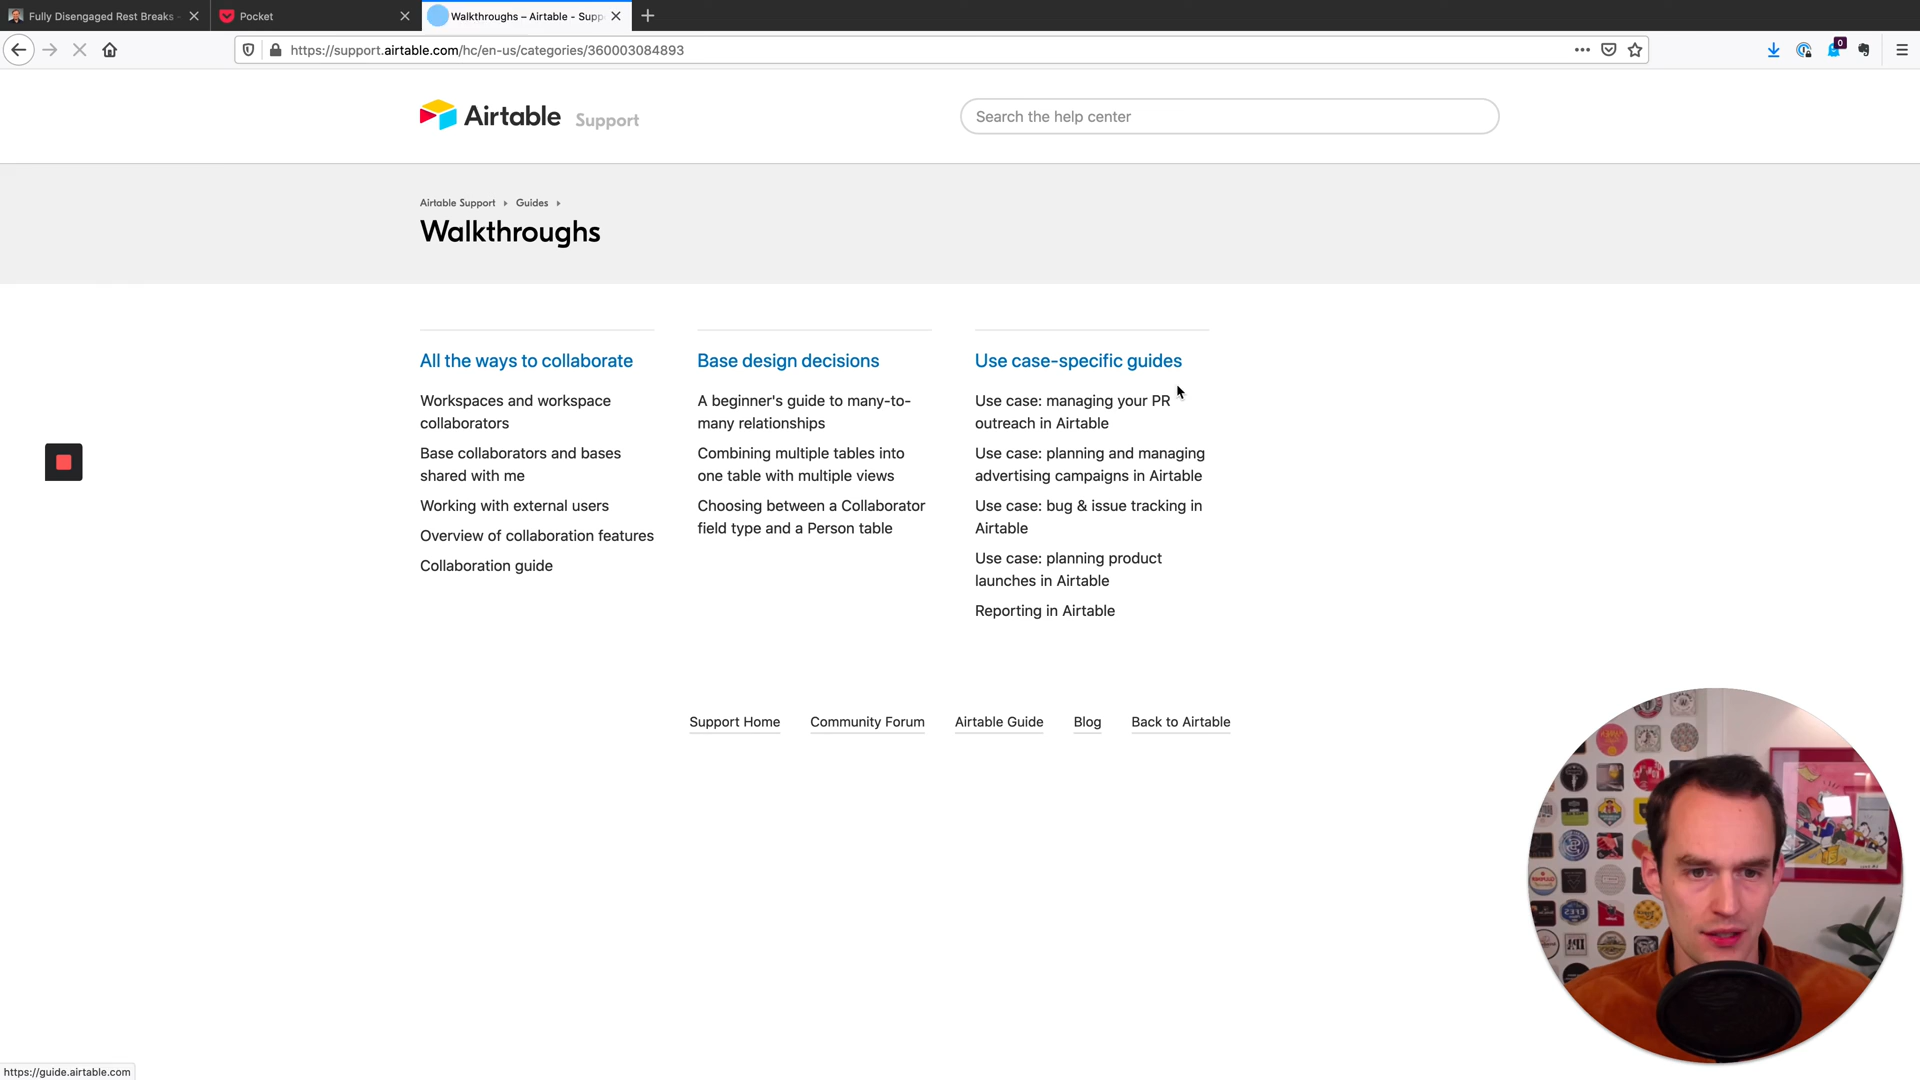 Fully Disengaged Rest Breaks -
Pocket
Walkthroughs – Airtable - Supp
https://support.airtable.com/hc/en-us/categories/360003084893
0
Airtable Support
Search the help center
Airtable Support Guides
Walkthroughs
All the ways to collaborate
Workspaces and workspace
collaborators
Base collaborators and bases
shared with me
Working with external users
Overview of collaboration features
Collaboration guide
Base design decisions
A beginner's guide to many-to-
many relationships
Combining multiple tables into
one table with multiple views
Choosing between a Collaborator
field type and a Person table
Use case-specific guides
Use case: managing your PR
outreach in Airtable
Use case: planning and managing
advertising campaigns in Airtable
Use case: bug & issue tracking in
Airtable
Use case: planning product
launches in Airtable
Reporting in Airtable
Support Home
Community Forum
Airtable Guide
Blog
Back to Airtable
https://guide.airtable.com